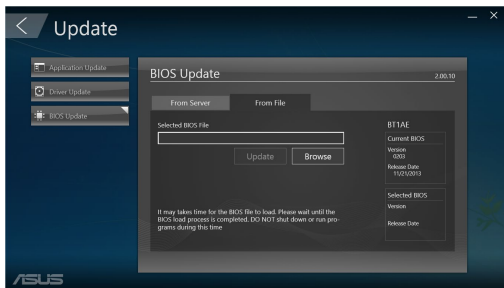 Update
Application Update
Driver Update
BIOS Update
BIOS Update
2.00.10
From Server
From File
Selected BIOS File
Update
Browse
It may takes time for the BIOS file to load. Please wait until the
BIOS load process is completed. DO NOT shut down or run pro-
grams during this time
BT1AE
Current BIOS
Version
0203
Release Date
11/21/2013
Selected BIOS
Version
Release Date
ASUS